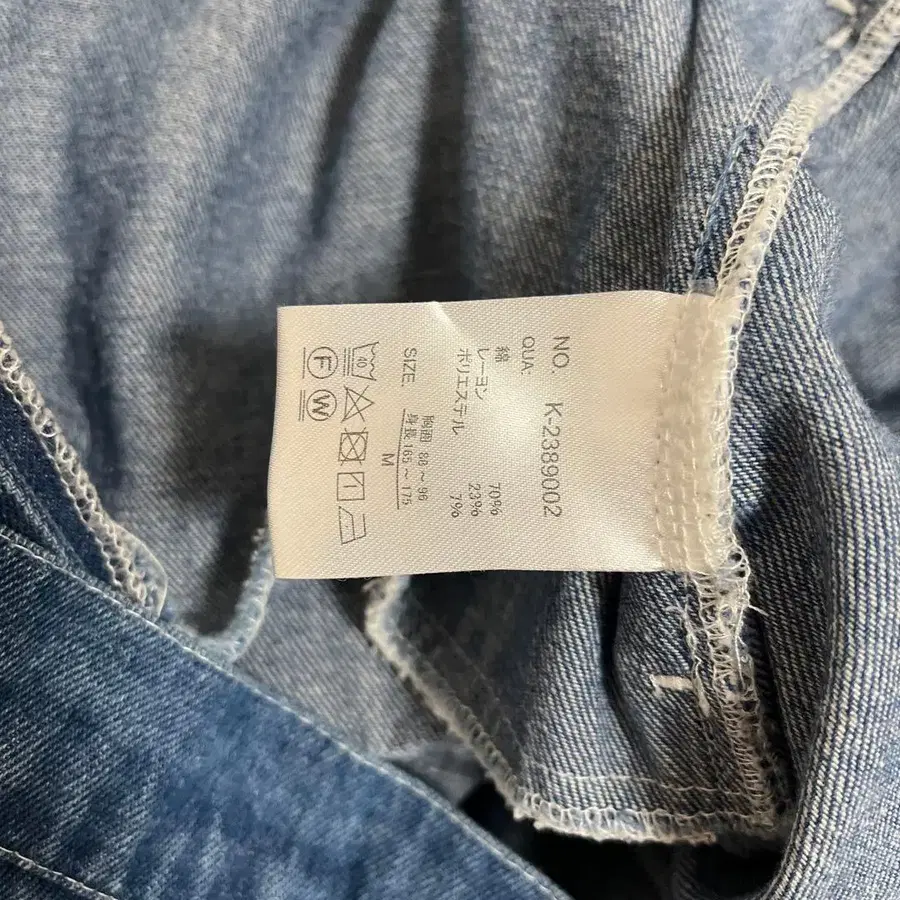 NO. K-2389002
QUA:
綿 70%
レーヨン 23%
ポリエステル 7%
SIZE. M
胸囲 88～96
身長 165～175
40
F W